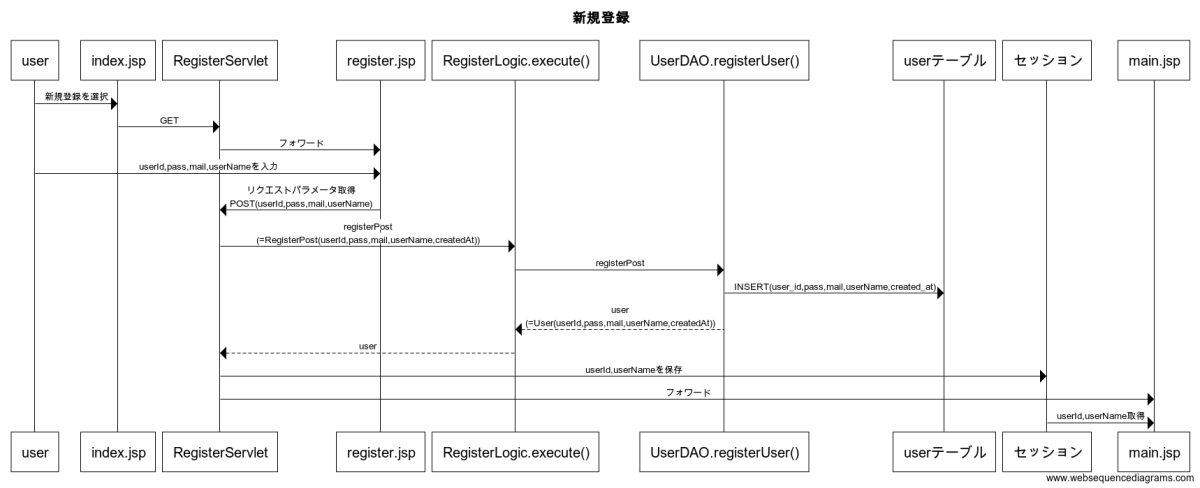 新規登録
user
index.jsp
RegisterServlet
register.jsp
RegisterLogic.execute()
UserDAO.registerUser()
userテーブル
セッション
main.jsp
新規登録を選択
GET
フォワード
userId,pass,mail,userNameを入力
リクエストパラメータ取得
POST(userId,pass,mail,userName)
registerPost
(=RegisterPost(userId,pass,mail,userName,createdAt))
registerPost
INSERT(user_id,pass,mail,userName,created_at)
user
(=User(userId,pass,mail,userName,createdAt))
user
userId,userNameを保存
フォワード
userId,userName取得
user
index.jsp
RegisterServlet
register.jsp
RegisterLogic.execute()
UserDAO.registerUser()
userテーブル
セッション
main.jsp
www.websequencediagrams.com